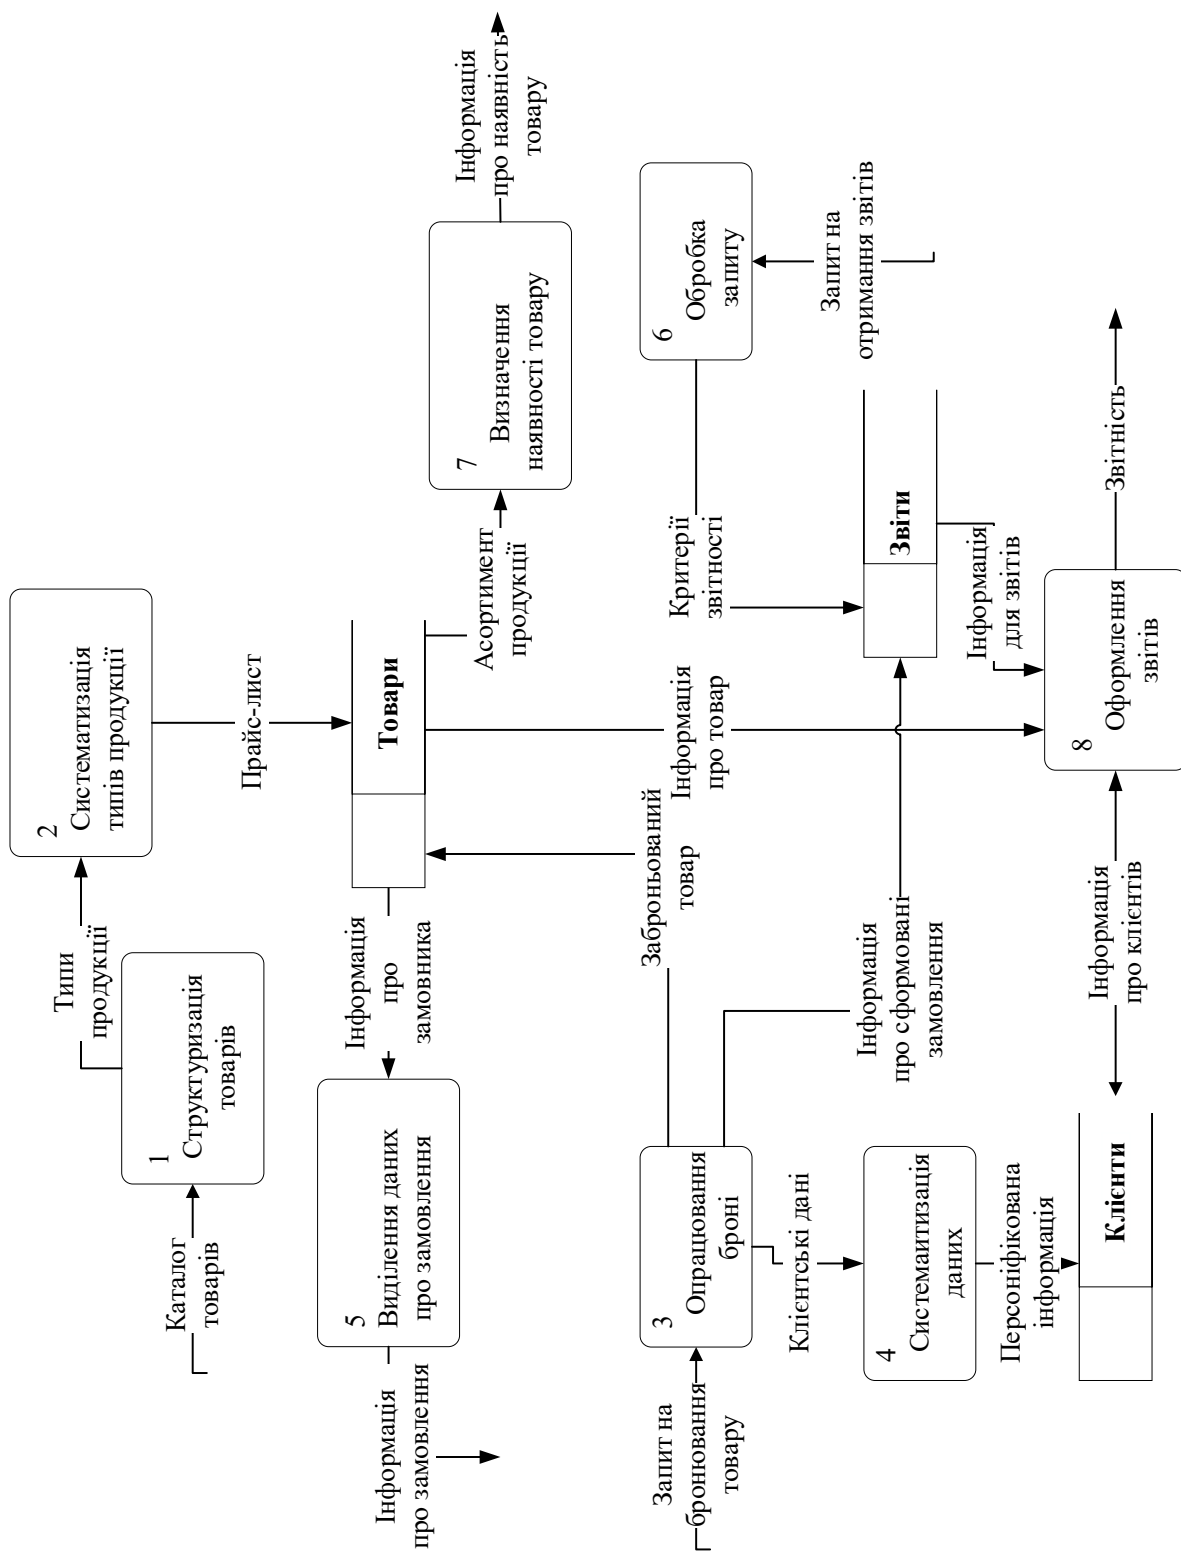 Каталог
товарів
1
Структуризація
товарів
Типи
продукції
2
Систематизація
типів продукції
Прайс-лист
Товари
Інформація
про
замовника
5
Виділення даних
про замовлення
Інформація
про замовлення
Асортимент
продукції
7
Визначення
наявності товару
Інформація
про наявність
товару
Запит на
бронювання
товару
3
Опрацювання
броні
Заброньований
товар
Інформація
про товар
Інформація
про сформовані
замовлення
Клієнтські дані
4
Системаитизація
даних
Персоніфікована
інформація
Клієнти
Інформація
про клієнтів
Критерії
звітності
6
Обробка
запиту
Запит на
отримання звітів
Звіти
Інформація
для звітів
8
Оформлення
звітів
Звітність